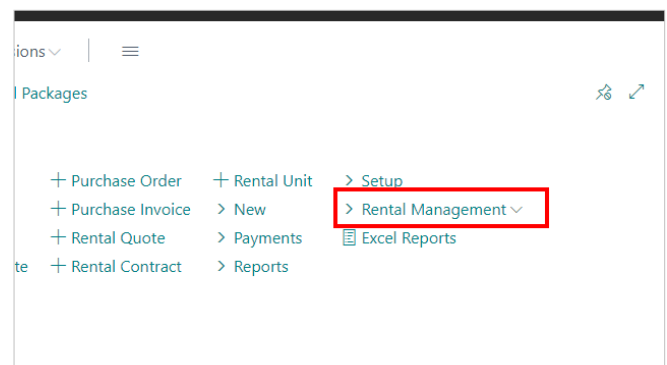 ions
l Packages
+ Purchase Order + Rental Unit > Setup
+ Purchase Invoice > New > Rental Management
+ Rental Quote > Payments Excel Reports
te + Rental Contract > Reports